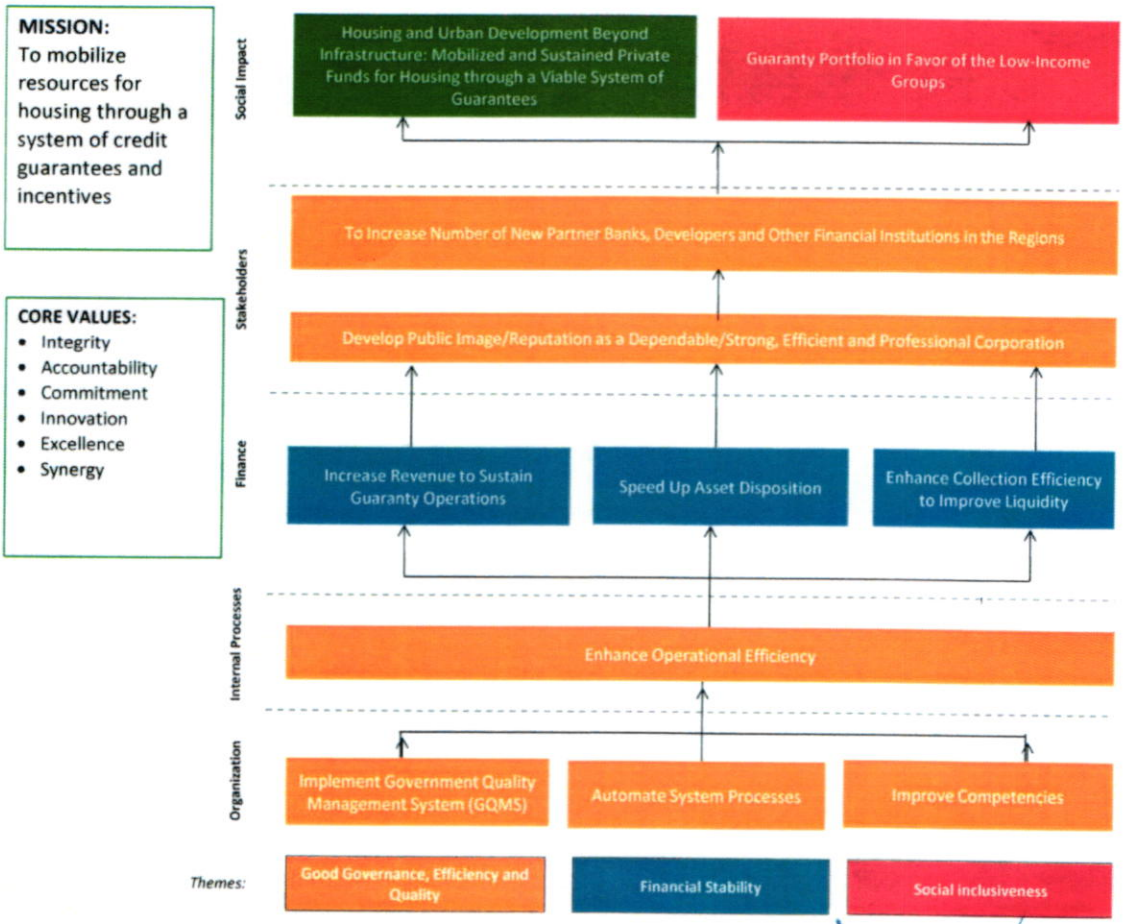 MISSION:
To mobilize
resources for
housing through a
system of credit
guarantees and
incentives
CORE VALUES:
• Integrity
• Accountability
• Commitment
• Innovation
• Excellence
• Synergy
Social Impact
Housing and Urban Development Beyond
Infrastructure: Mobilized and Sustained Private
Funds for Housing through a Viable System of
Guarantees
Guaranty Portfolio in Favor of the Low-Income
Groups
Stakeholders
To Increase Number of New Partner Banks, Developers and Other Financial Institutions in the Regions
Develop Public Image/Reputation as a Dependable/Strong, Efficient and Professional Corporation
Finance
Increase Revenue to Sustain
Guaranty Operations
Speed Up Asset Disposition
Enhance Collection Efficiency
to Improve Liquidity
Internal Processes
Enhance Operational Efficiency
Organization
Implement Government Quality
Management System (GQMS)
Automate System Processes
Improve Competencies
Themes:
Good Governance, Efficiency and
Quality
Financial Stability
Social inclusiveness